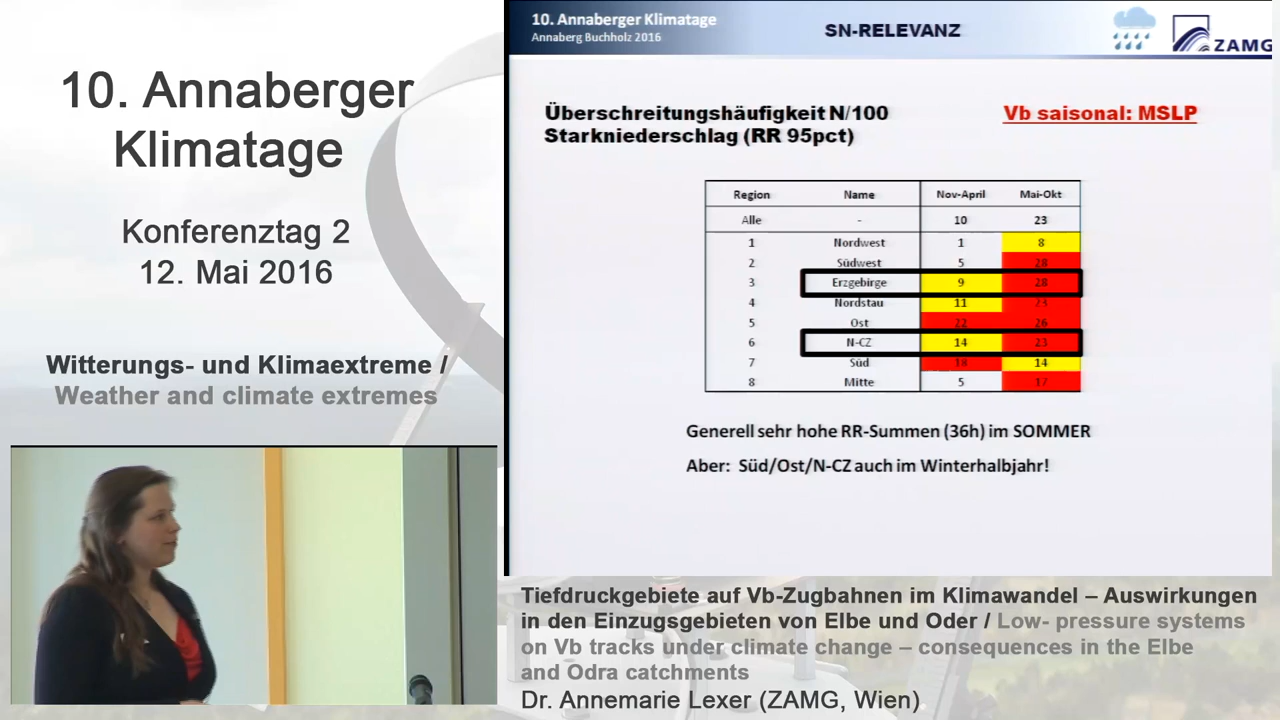 10. Annaberger
Klimatage
Konferenztag 2
12. Mai 2016
Witterungs- und Klimaextreme /
Weather and climate extremes
10. Annaberger Klimatage
Annaberg Buchholz 2016
SN-RELEVANZ
ZAMG
Überschreitungshäufigkeit N/100
Starkniederschlag (RR 95pct)
Vb saisonal: MSLP
Region Name Nov-April Mai-Okt
Alle - 10 23
1 Nordwest 1 8
2 Südwest 5 28
3 Erzgebirge 9 28
4 Nordstau 11 23
5 Ost 22 26
6 N-CZ 14 23
7 Süd 18 14
8 Mitte 5 17
Generell sehr hohe RR-Summen (36h) im SOMMER
Aber: Süd/Ost/N-CZ auch im Winterhalbjahr!
Tiefdruckgebiete auf Vb-Zugbahnen im Klimawandel – Auswirkungen
in den Einzugsgebieten von Elbe und Oder / Low- pressure systems
on Vb tracks under climate change – consequences in the Elbe
and Odra catchments
Dr. Annemarie Lexer (ZAMG, Wien)